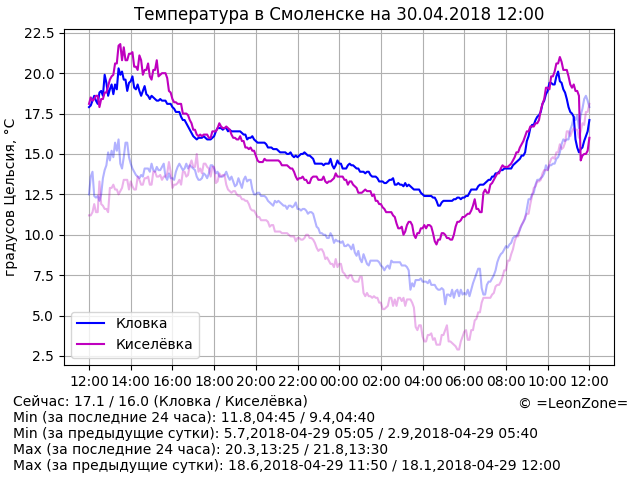 Температура в Смоленске на 30.04.2018 12:00
градусов Цельсия, °C
22.5
20.0
17.5
15.0
12.5
10.0
7.5
5.0
2.5
Кловка
Киселёвка
12:00 14:00 16:00 18:00 20:00 22:00 00:00 02:00 04:00 06:00 08:00 10:00 12:00
Сейчас: 17.1 / 16.0 (Кловка / Киселёвка)
© =LeonZone=
Min (за последние 24 часа): 11.8,04:45 / 9.4,04:40
Min (за предыдущие сутки): 5.7,2018-04-29 05:05 / 2.9,2018-04-29 05:40
Max (за последние 24 часа): 20.3,13:25 / 21.8,13:30
Max (за предыдущие сутки): 18.6,2018-04-29 11:50 / 18.1,2018-04-29 12:00